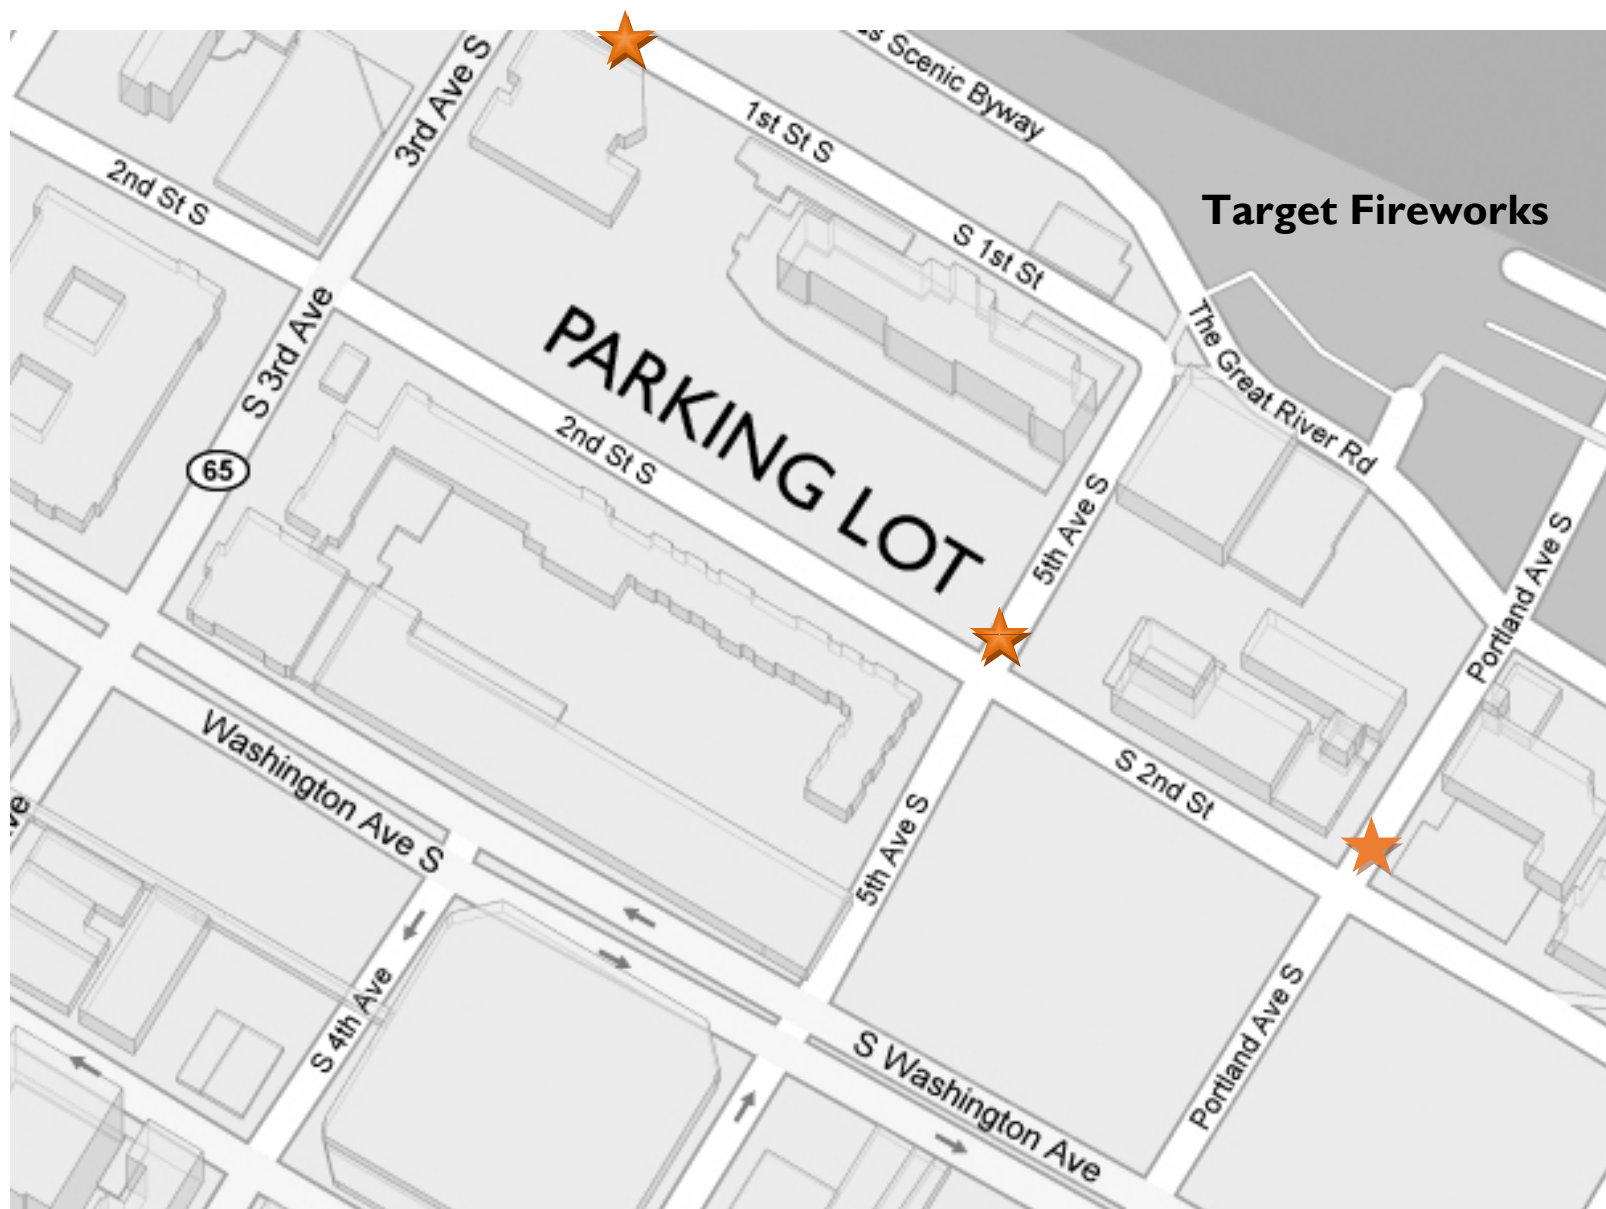 ss Scenic Byway
3rd Ave S
1st St S
2nd St S
Target Fireworks
S 1st St
S 3rd Ave
The Great River Rd
PARKING LOT
2nd St S
65
5th Ave S
Portland Ave S
Washington Ave S
S 2nd St
5th Ave S
S 4th Ave
Portland Ave S
S Washington Ave